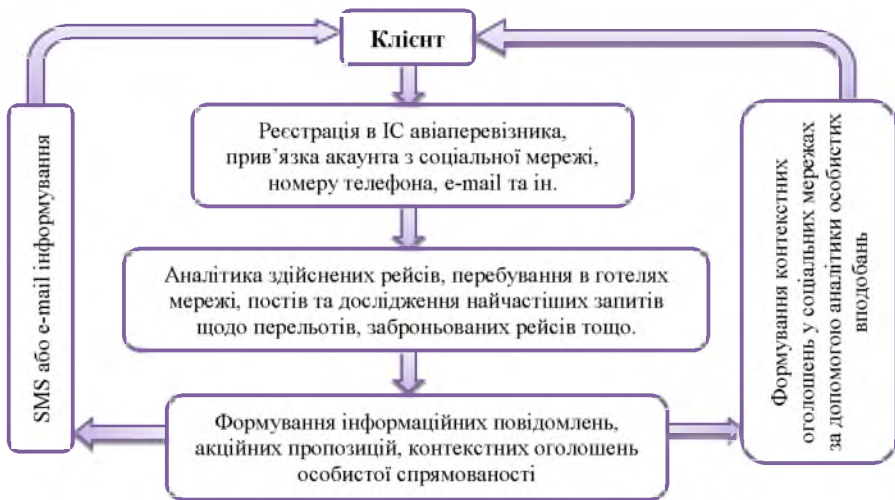 Клієнт
Реєстрація в ІС авіаперевізника,
прив’язка акаунта з соціальної мережі,
номеру телефона, e-mail та ін.
Аналітика здійснених рейсів, перебування в готелях
мережі, постів та дослідження найчастіших запитів
щодо перельотів, заброньованих рейсів тощо.
Формування інформаційних повідомлень,
акційних пропозицій, контекстних оголошень
особистої спрямованості
SMS або e-mail інформування
Формування контекстних
оголошень у соціальних мережах
за допомогою аналітики особистих
вподобань